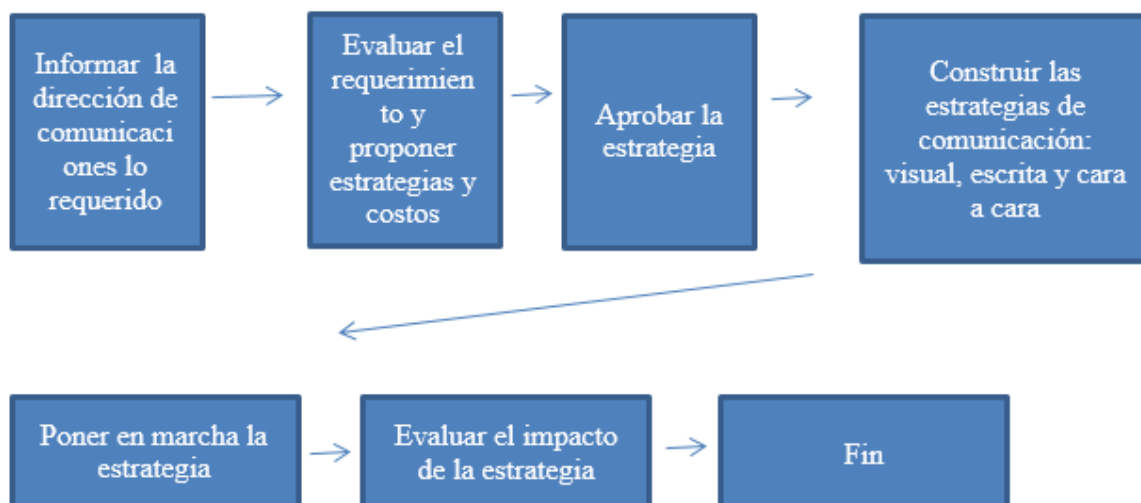 Informar la
dirección de
comunicaci
ones lo
requerido
Evaluar el
requerimien
to y
proponer
estrategias y
costos
Aprobar la
estrategia
Construir las
estrategias de
comunicación:
visual, escrita y cara
a cara
Poner en marcha la
estrategia
Evaluar el impacto
de la estrategia
Fin